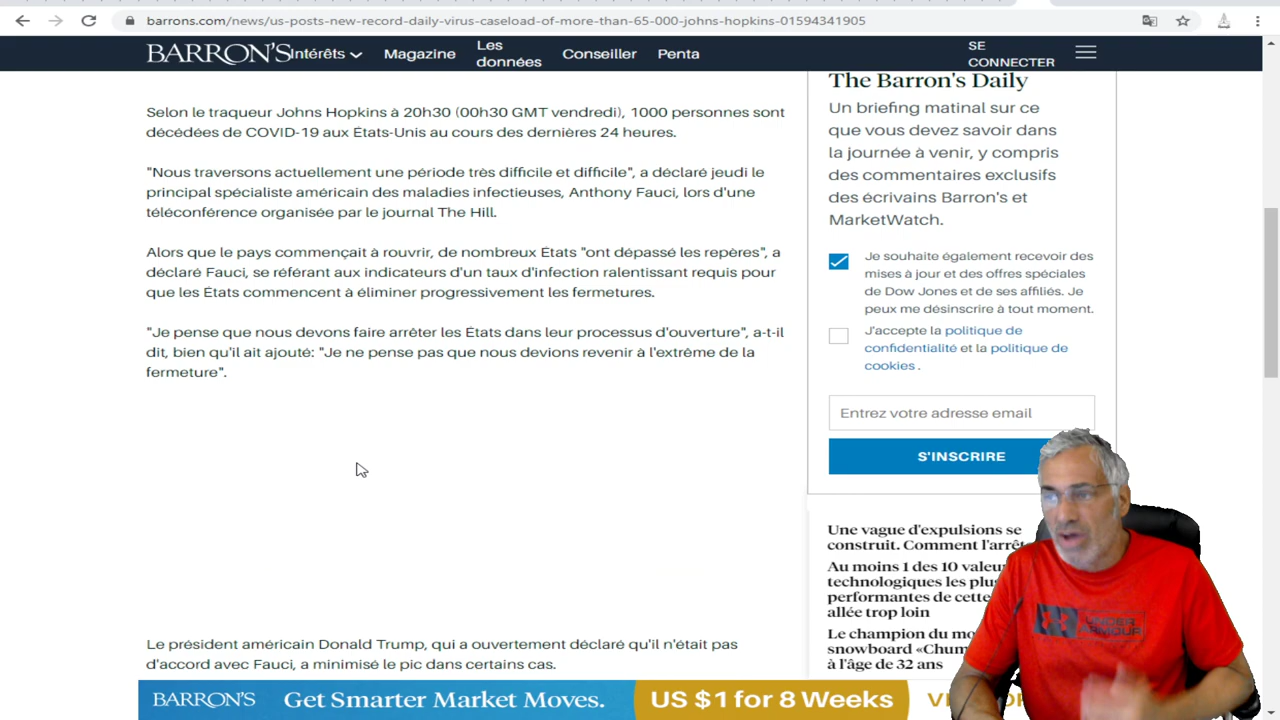 barrons.com/news/us-posts-new-record-daily-virus-caseload-of-more-than-65-000-johns-hopkins-01594341905
BARRON'S
Intérêts
Magazine
Les données
Conseiller
Penta
SE CONNECTER
Selon le traqueur Johns Hopkins à 20h30 (00h30 GMT vendredi), 1000 personnes sont
décédées de COVID-19 aux États-Unis au cours des dernières 24 heures.
"Nous traversons actuellement une période très difficile et difficile", a déclaré jeudi le
principal spécialiste américain des maladies infectieuses, Anthony Fauci, lors d'une
téléconférence organisée par le journal The Hill.
Alors que le pays commençait à rouvrir, de nombreux États "ont dépassé les repères", a
déclaré Fauci, se référant aux indicateurs d'un taux d'infection ralentissant requis pour
que les États commencent à éliminer progressivement les fermetures.
"Je pense que nous devons faire arrêter les États dans leur processus d'ouverture", a-t-il
dit, bien qu'il ait ajouté: "Je ne pense pas que nous devions revenir à l'extrême de la
fermeture".
Le président américain Donald Trump, qui a ouvertement déclaré qu'il n'était pas
d'accord avec Fauci, a minimisé le pic dans certains cas.
The Barron's Daily
Un briefing matinal sur ce
que vous devez savoir dans
la journée à venir, y compris
des commentaires exclusifs
des écrivains Barron's et
MarketWatch.
Je souhaite également recevoir des
mises à jour et des offres spéciales
de Dow Jones et de ses affiliés. Je
peux me désinscrire à tout moment.
J'accepte la politique de
confidentialité et la politique de
cookies .
Entrez votre adresse email
S'INSCRIRE
Une vague d'expulsions se
construit. Comment l'arrêt
Au moins 1 des 10 valeu
technologiques les plu
performantes de cette
allée trop loin
Le champion du mo
snowboard «Chum
à l'âge de 32 ans
UNDER
ARMOUR
BARRON'S
Get Smarter Market Moves.
US $1 for 8 Weeks